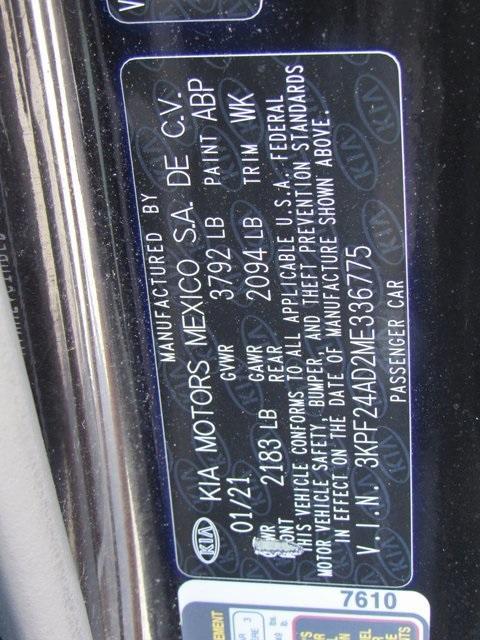 MANUFACTURED BY
KIA KIA MOTORS MEXICO S.A. DE C.V.
01/21 GVWR 3792 LB PAINT ABP
2183 LB GAWR REAR 2094 LB TRIM WK
THIS VEHICLE CONFORMS TO ALL APPLICABLE U.S.A. FEDERAL
MOTOR VEHICLE SAFETY, BUMPER, AND THEFT PREVENTION STANDARDS
IN EFFECT ON THE DATE OF MANUFACTURE SHOWN ABOVE.
V.I.N. 3KPF24AD2ME336775
PASSENGER CAR
7610